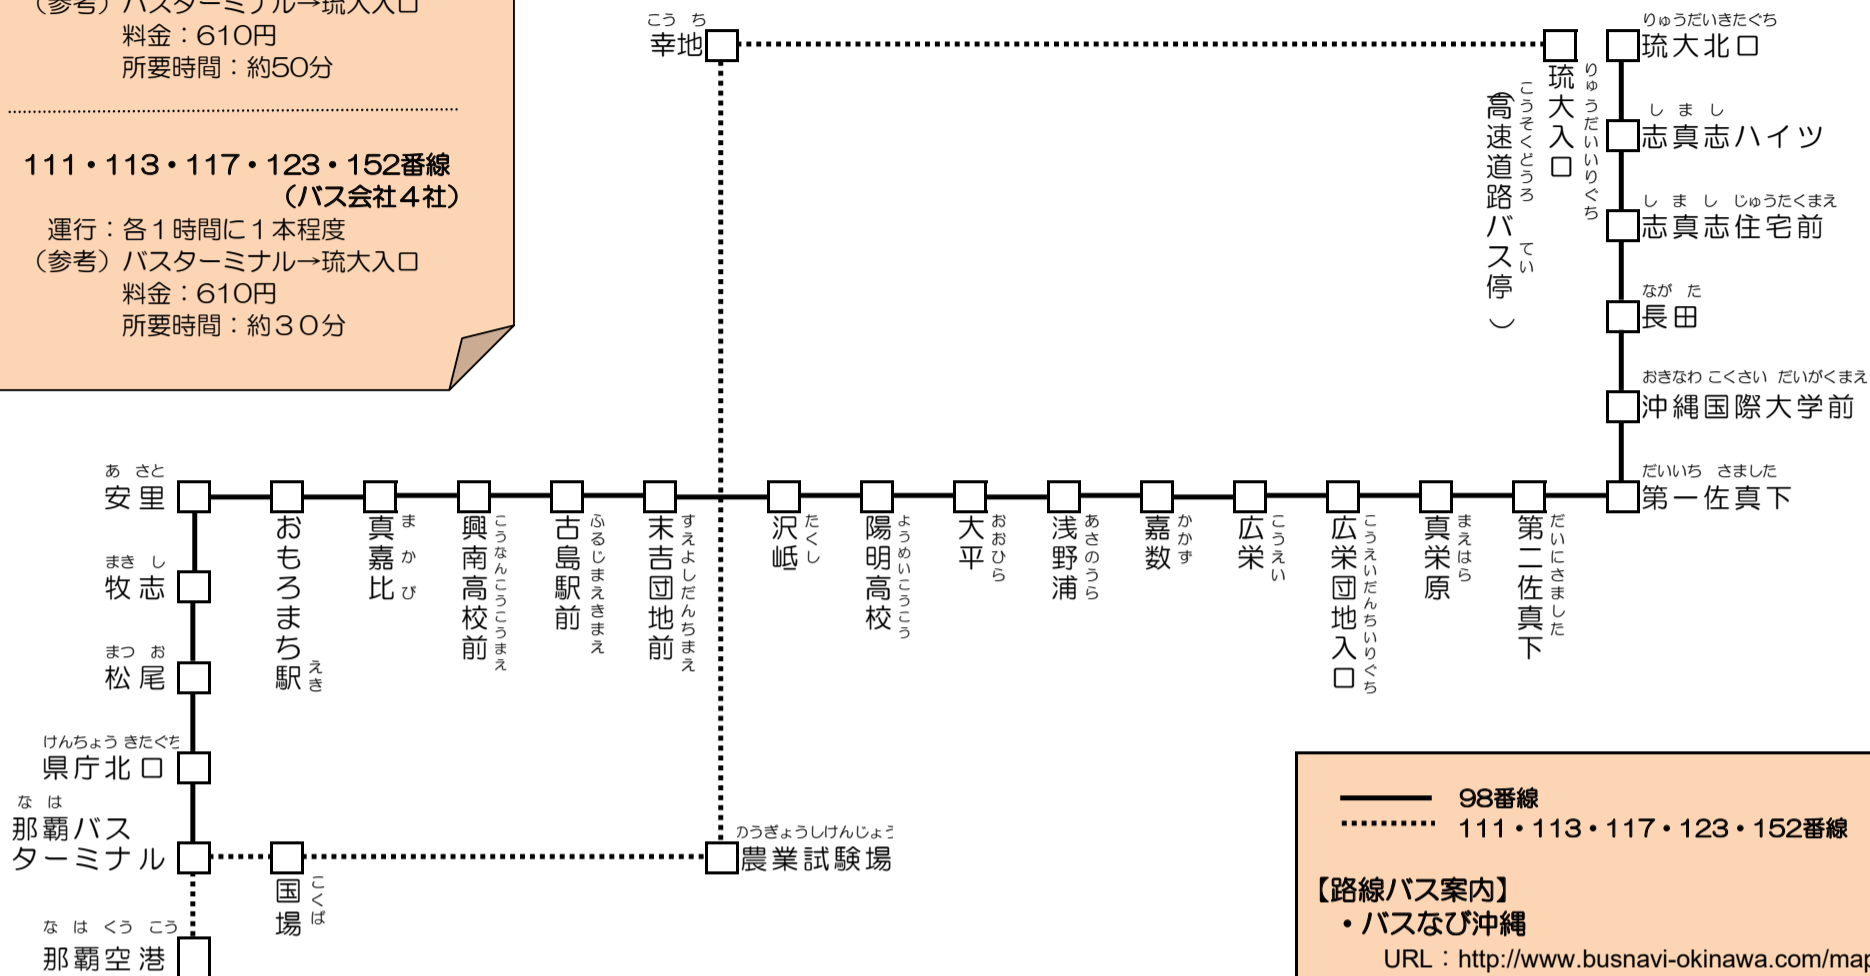 （参考）バスターミナル→琉大入口
料金：610円
所要時間：約50分
111・113・117・123・152番線
（バス会社４社）
運行：各１時間に１本程度
（参考）バスターミナル→琉大入口
料金：610円
所要時間：約３０分
こうち
幸地
りゅうだいいりぐち
琉大入口
こうそくどうろ てい
（高速道路バス停）
りゅうだいきたぐち
琉大北口
しまし
志真志ハイツ
しまし じゅうたくまえ
志真志住宅前
ながた
長田
おきなわ こくさい だいがくまえ
沖縄国際大学前
だいいち さました
第一佐真下
あさと
安里
まきし
牧志
まつお
松尾
けんちょう きたぐち
県庁北口
なは
那覇バス
ターミナル
なは くうこう
那覇空港
おもろまち駅
えき
真嘉比
まかび
興南高校前
こうなんこうこうまえ
古島駅前
ふるじまえきまえ
末吉団地前
すえよしだんちまえ
沢岻
たくし
陽明高校
ようめいこうこう
大平
おおひら
浅野浦
あさのうら
嘉数
かかず
広栄
こうえい
広栄団地入口
こうえいだんちいりぐち
真栄原
まえはら
第二佐真下
だいにさました
国場
こくば
のうぎょうしけんじょう
農業試験場
98番線
111・113・117・123・152番線
【路線バス案内】
・バスなび沖縄
URL：http://www.busnavi-okinawa.com/map